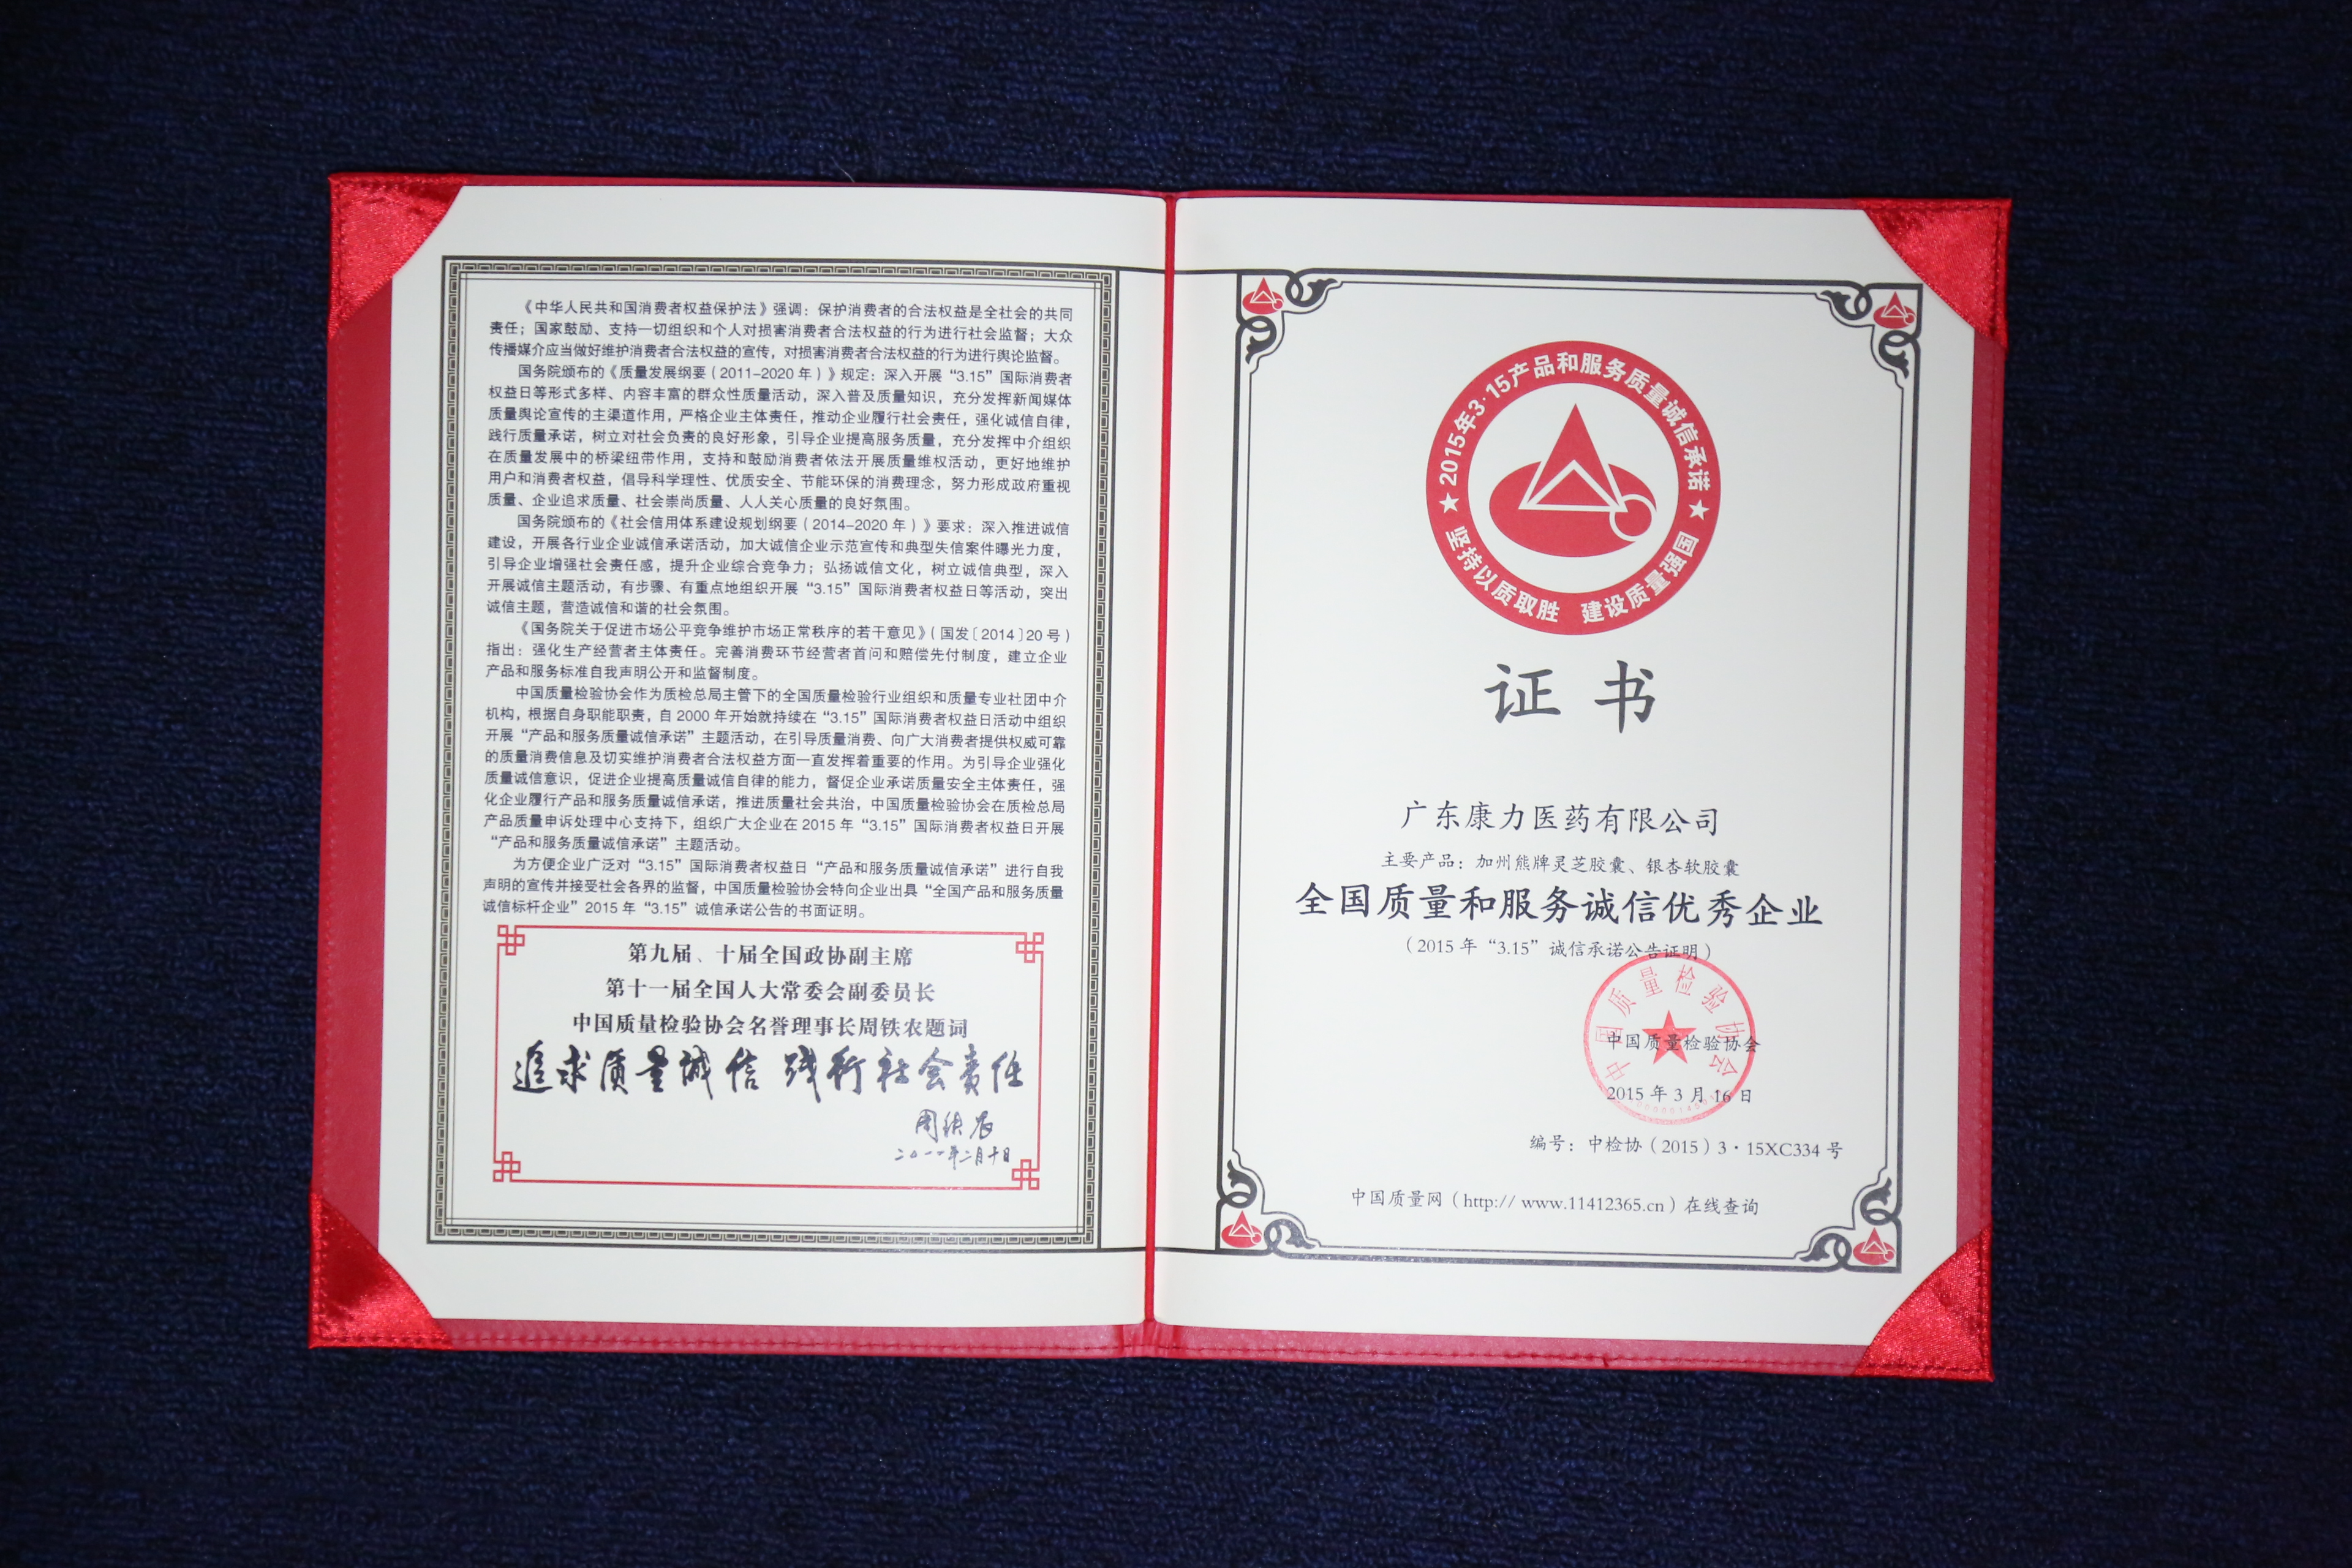 《中华人民共和国消费者权益保护法》强调：保护消费者的合法权益是全社会的共同
责任；国家鼓励、支持一切组织和个人对损害消费者合法权益的行为进行社会监督；大众
传播媒介应当做好维护消费者合法权益的宣传，对损害消费者合法权益的行为进行舆论监督。
国务院颁布的《质量发展纲要（2011-2020 年）》规定：深入开展“3.15”国际消费者
权益日等形式多样、内容丰富的群众性质量活动，深入普及质量知识，充分发挥新闻媒体
质量舆论宣传的主渠道作用，严格企业主体责任，推动企业履行社会责任，强化诚信自律，
践行质量承诺，树立对社会负责的良好形象，引导企业提高服务质量，充分发挥中介组织
在质量发展中的桥梁纽带作用，支持和鼓励消费者依法开展质量维权活动，更好地维护
用户和消费者权益，倡导科学理性、优质安全、节能环保的消费理念，努力形成政府重视
质量、企业追求质量、社会崇尚质量、人人关心质量的良好氛围。
国务院颁布的《社会信用体系建设规划纲要（2014-2020 年）》要求：深入推进诚信
建设，开展各行业企业诚信承诺活动，加大诚信企业示范宣传和典型失信案件曝光力度，
引导企业增强社会责任感，提升企业综合竞争力；弘扬诚信文化，树立诚信典型，深入
开展诚信主题活动，有步骤、有重点地组织开展“3.15”国际消费者权益日等活动，突出
诚信主题，营造诚信和谐的社会氛围。
《国务院关于促进市场公平竞争维护市场正常秩序的若干意见》（国发〔2014〕20 号）
指出：强化生产经营者主体责任。完善消费环节经营者首问和赔偿先付制度，建立企业
产品和服务标准自我声明公开和监督制度。
中国质量检验协会作为质检总局主管下的全国质量检验行业组织和质量专业社团中介
机构，根据自身职能职责，自 2000 年开始就持续在“3.15”国际消费者权益日活动中组织
开展“产品和服务质量诚信承诺”主题活动，在引导质量消费、向广大消费者提供权威可靠
的质量消费信息及切实维护消费者合法权益方面一直发挥着重要的作用。为引导企业强化
质量诚信意识，促进企业提高质量诚信自律的能力，督促企业承诺质量安全主体责任，强
化企业履行产品和服务质量诚信承诺，推进质量社会共治，中国质量检验协会在质检总局
产品质量申诉处理中心支持下，组织广大企业在 2015 年“3.15”国际消费者权益日开展
“产品和服务质量诚信承诺”主题活动。
为方便企业广泛对“3.15”国际消费者权益日“产品和服务质量诚信承诺”进行自我
声明的宣传并接受社会各界的监督，中国质量检验协会特向企业出具“全国产品和服务质量
诚信标杆企业”2015 年“3.15”诚信承诺公告的书面证明。
第九届、十届全国政协副主席
第十一届全国人大常委会副委员长
中国质量检验协会名誉理事长周铁农题词
追求质量诚信 践行社会责任
周铁农
二〇一一年二月十日
★ 2015年3·15产品和服务质量诚信承诺 ★
坚持以质取胜 建设质量强国
证书
广东康力医药有限公司
主要产品：加州熊牌灵芝胶囊、银杏软胶囊
全国质量和服务诚信优秀企业
（2015 年“3.15”诚信承诺公告证明）
中国质量检验协会
中国质量检验协会
2015 年 3 月 16 日
编号：中检协（2015）3·15XC334 号
中国质量网（http:// www.11412365.cn）在线查询